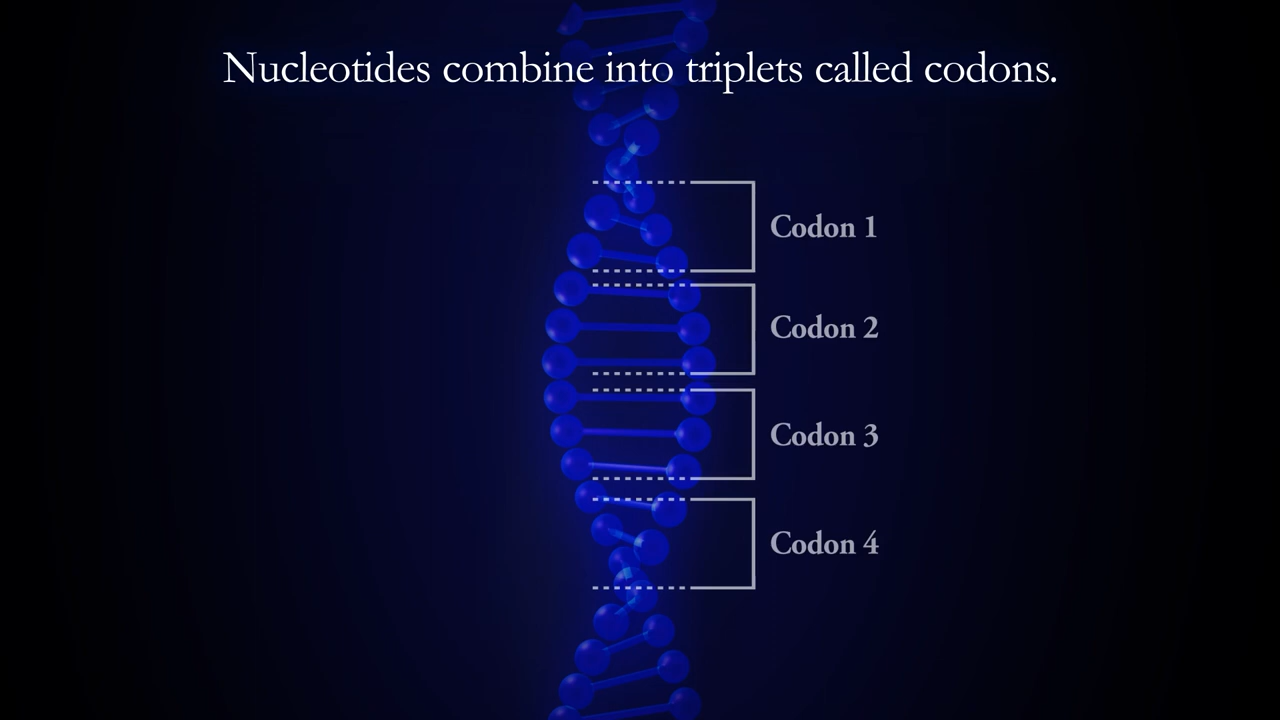 Nucleotides combine into triplets called codons.
Codon 1
Codon 2
Codon 3
Codon 4